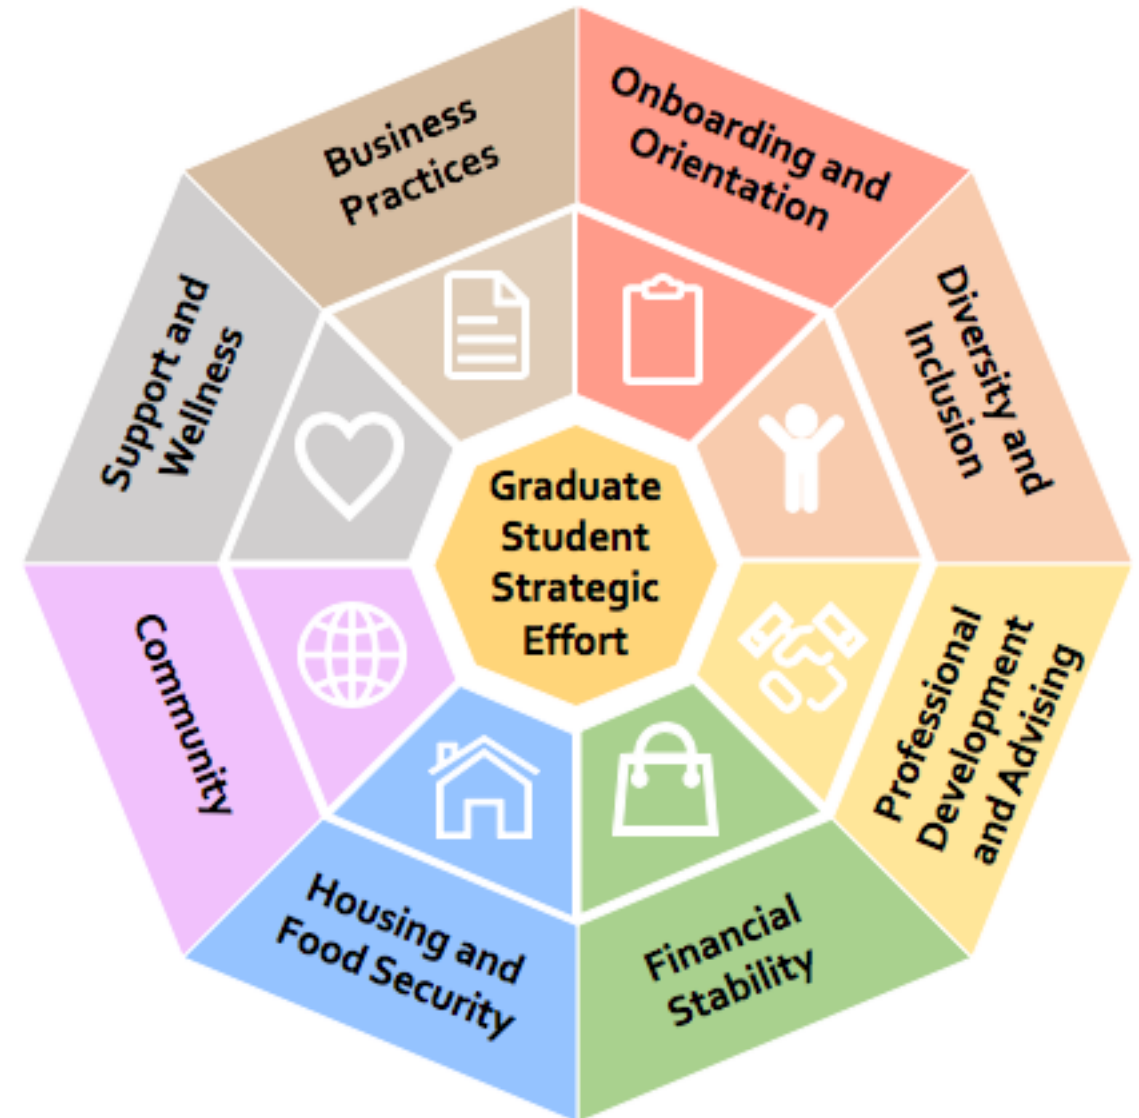 Graduate
Student
Strategic
Effort
Onboarding and
Orientation
Diversity and
Inclusion
Professional
Development
and Advising
Financial
Stability
Housing and
Food Security
Community
Support and
Wellness
Business
Practices